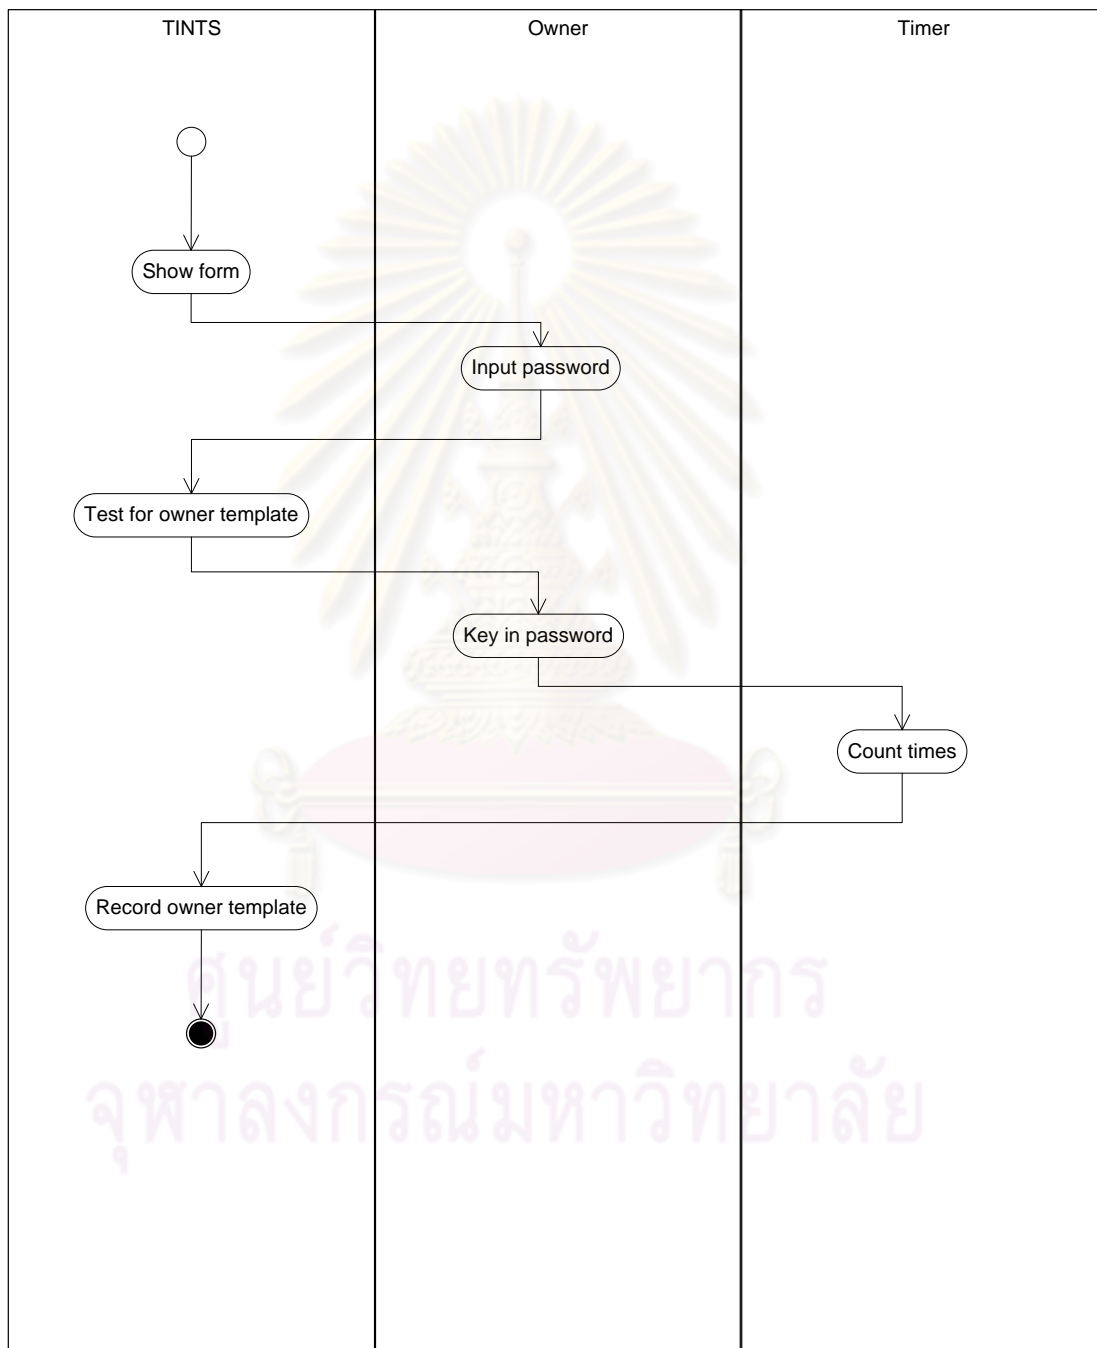 TINTS
Owner
Timer
Show form
Input password
Test for owner template
Key in password
Count times
Record owner template
ศูนย์วิทยทรัพยากร
จุฬาลงกรณ์มหาวิทยาลัย